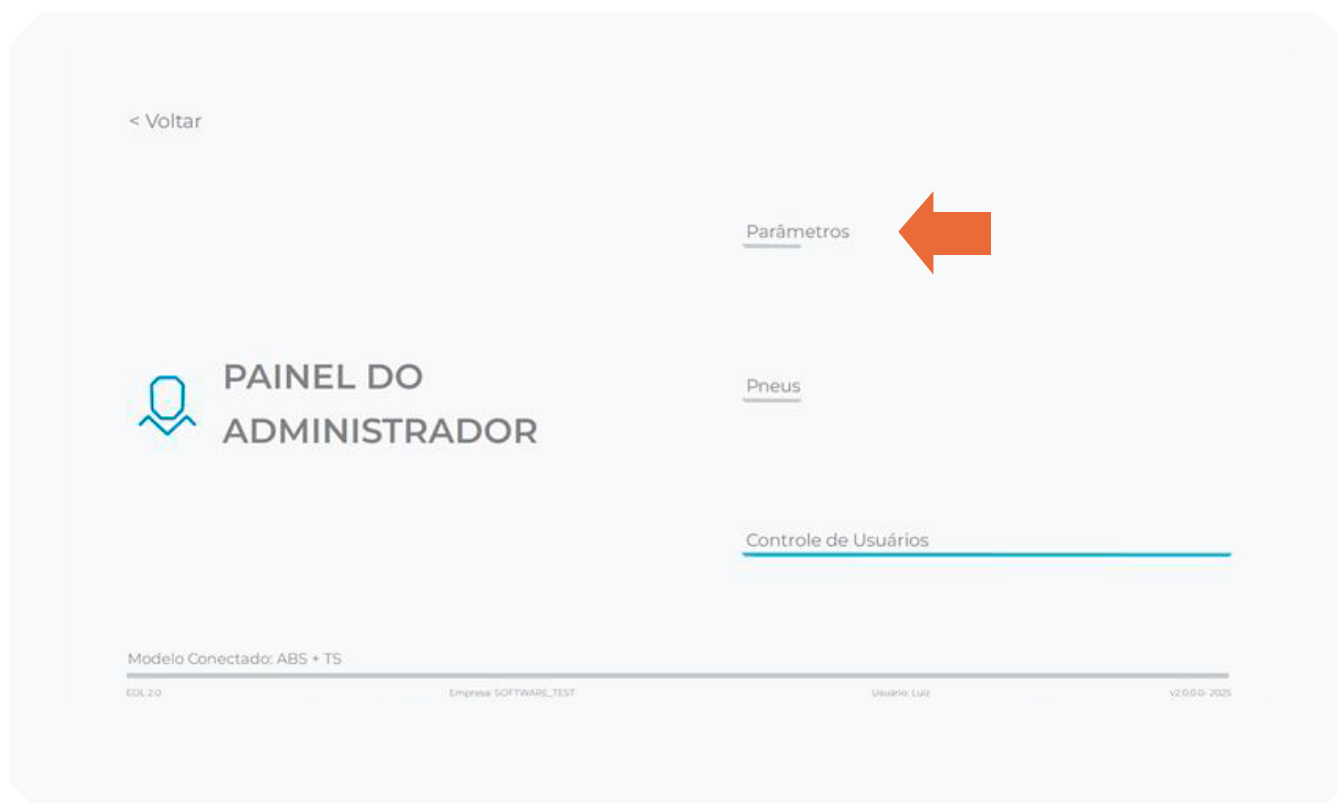 < Voltar
Parâmetros
PAINEL DO
ADMINISTRADOR
Pneus
Controle de Usuários
Modelo Conectado: ABS + TS
EOL 2.0
Empresa: SOFTWARE_TEST
Usuário: Luiz
v2.0.0.0- 2025